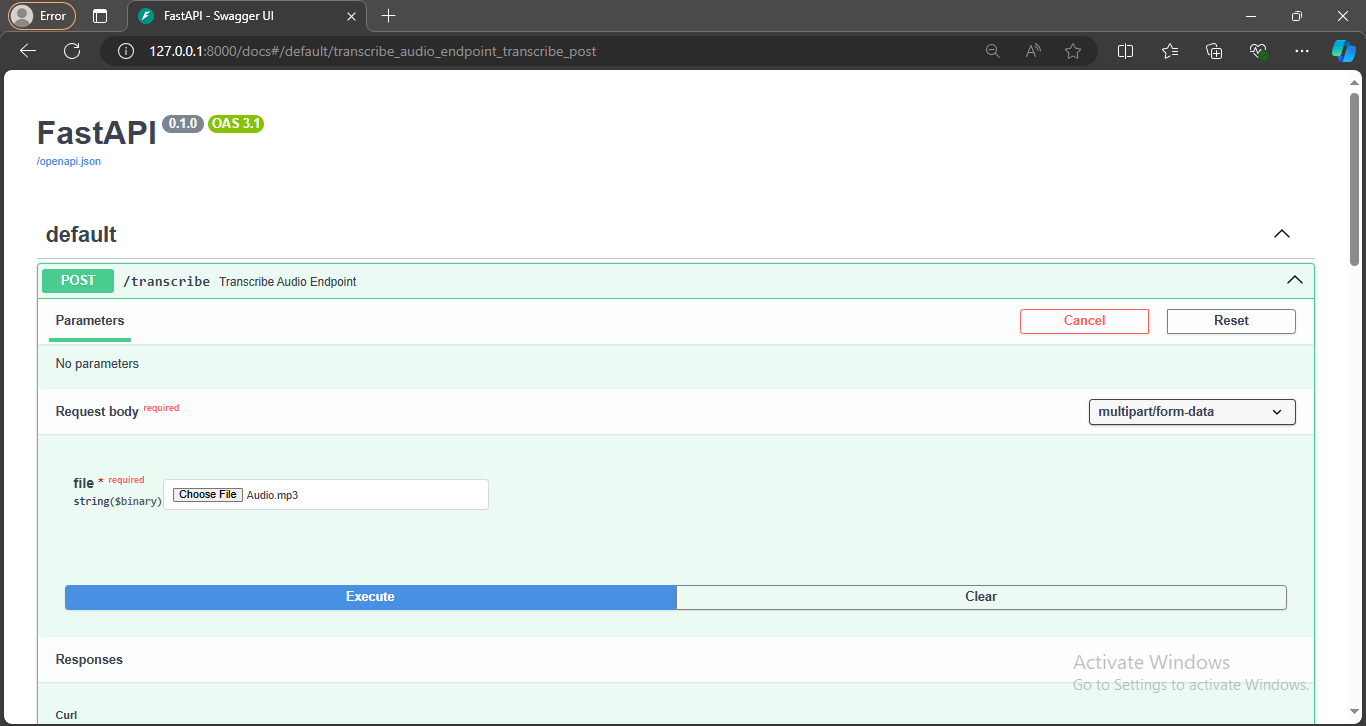 Error
FastAPI - Swagger UI
127.0.0.1:8000/docs#/default/transcribe_audio_endpoint_transcribe_post
FastAPI 0.1.0 OAS 3.1
/openapi.json
default
POST /transcribe Transcribe Audio Endpoint
Parameters
Cancel
Reset
No parameters
Request body required
multipart/form-data
file * required
string($binary)
Choose File Audio.mp3
Execute
Clear
Responses
Activate Windows
Go to Settings to activate Windows.
Curl